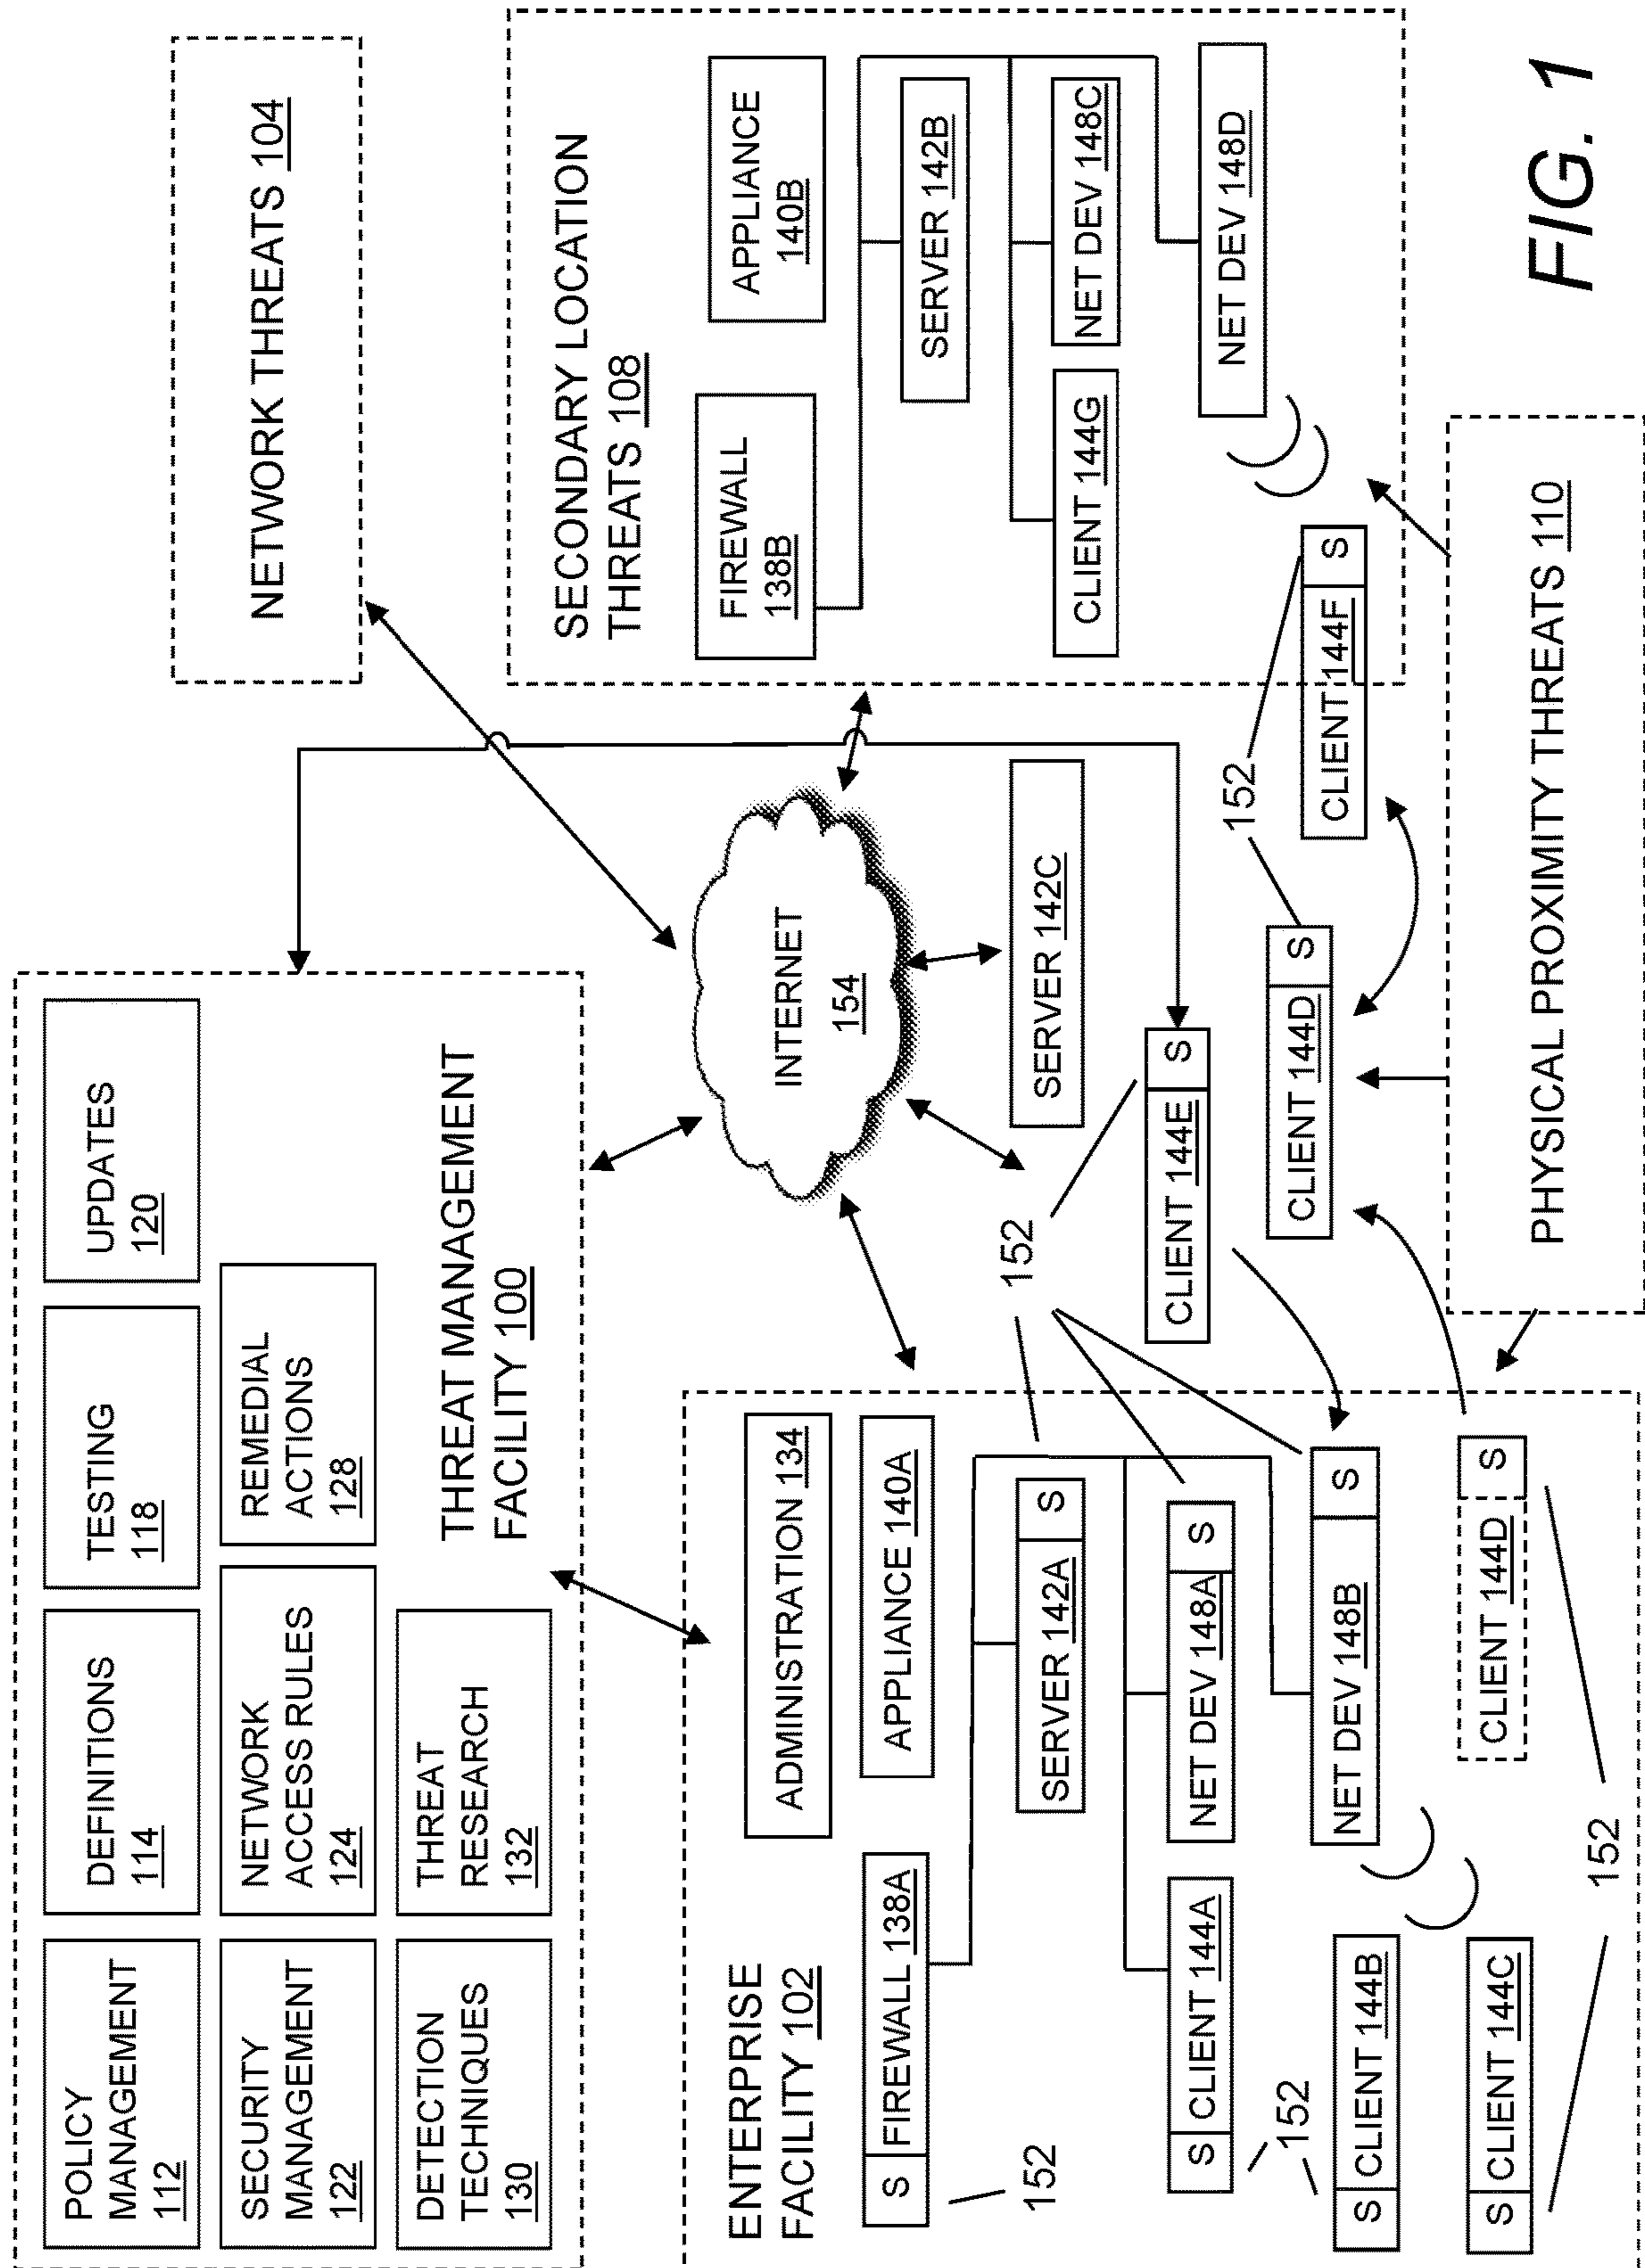 POLICY
MANAGEMENT
112
DEFINITIONS
114
TESTING
118
UPDATES
120
SECURITY
MANAGEMENT
122
NETWORK
ACCESS RULES
124
REMEDIAL
ACTIONS
128
DETECTION
TECHNIQUES
130
THREAT
RESEARCH
132
THREAT MANAGEMENT
FACILITY 100
NETWORK THREATS 104
INTERNET
154
SERVER 142C
SECONDARY LOCATION
THREATS 108
FIREWALL
138B
APPLIANCE
140B
SERVER 142B
CLIENT 144G
NET DEV 148C
NET DEV 148D
ENTERPRISE
FACILITY 102
ADMINISTRATION 134
S FIREWALL 138A
APPLIANCE 140A
152
SERVER 142A S
S CLIENT 144A
NET DEV 148A S
152
152
S CLIENT 144B
NET DEV 148B S
S CLIENT 144C
CLIENT 144D S
152
CLIENT 144E S
CLIENT 144D S
152
CLIENT 144F S
PHYSICAL PROXIMITY THREATS 110
FIG. 1